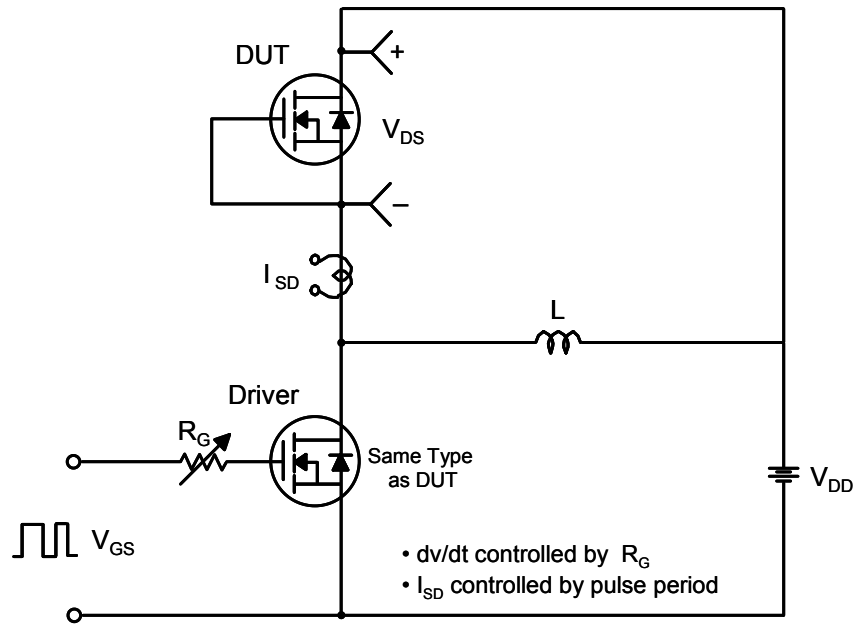 DUT
+
V_DS
−
I_SD
L
Driver
R_G
Same Type
as DUT
V_DD
V_GS
• dv/dt controlled by R_G
• I_SD controlled by pulse period